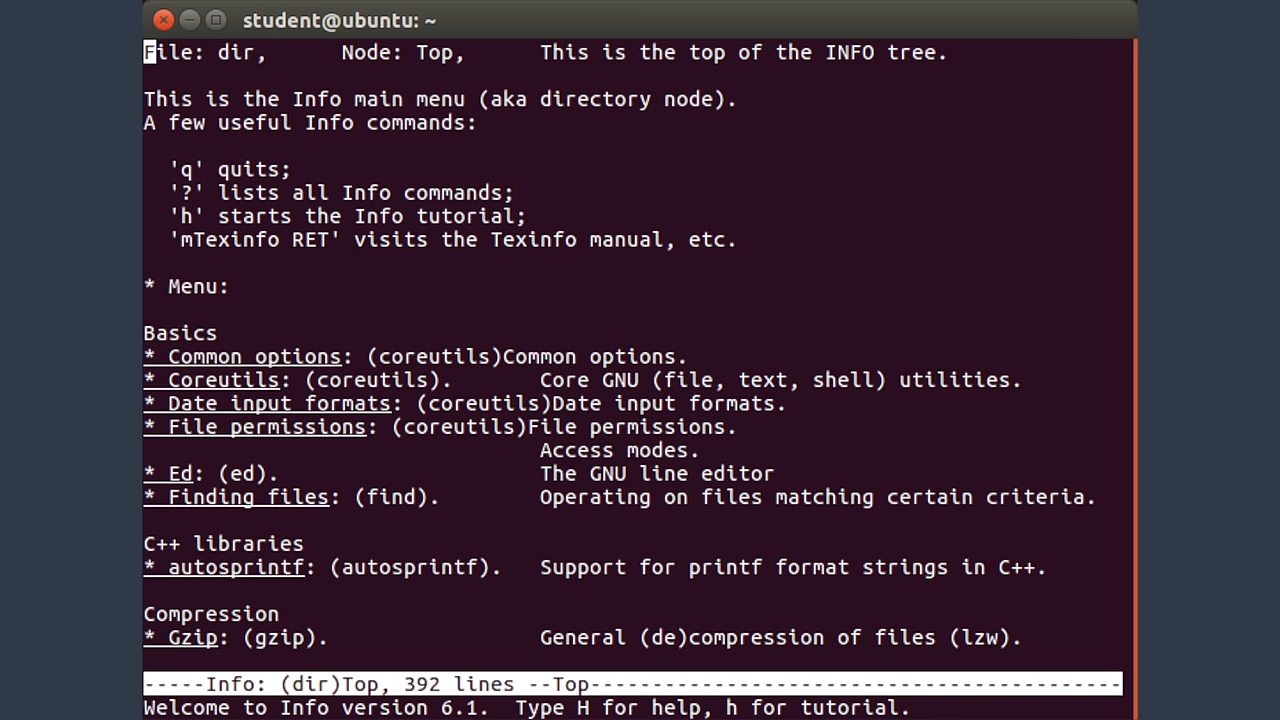 student@ubuntu: ~
File: dir,      Node: Top,      This is the top of the INFO tree.
This is the Info main menu (aka directory node).
A few useful Info commands:
'q' quits;
'?' lists all Info commands;
'h' starts the Info tutorial;
'mTexinfo RET' visits the Texinfo manual, etc.
* Menu:
Basics
* Common options: (coreutils)Common options.
* Coreutils: (coreutils).       Core GNU (file, text, shell) utilities.
* Date input formats: (coreutils)Date input formats.
* File permissions: (coreutils)File permissions.
Access modes.
* Ed: (ed).                     The GNU line editor
* Finding files: (find).        Operating on files matching certain criteria.
C++ libraries
* autosprintf: (autosprintf).   Support for printf format strings in C++.
Compression
* Gzip: (gzip).                 General (de)compression of files (lzw).
-----Info: (dir)Top, 392 lines --Top-------------------------------------------
Welcome to Info version 6.1.  Type H for help, h for tutorial.